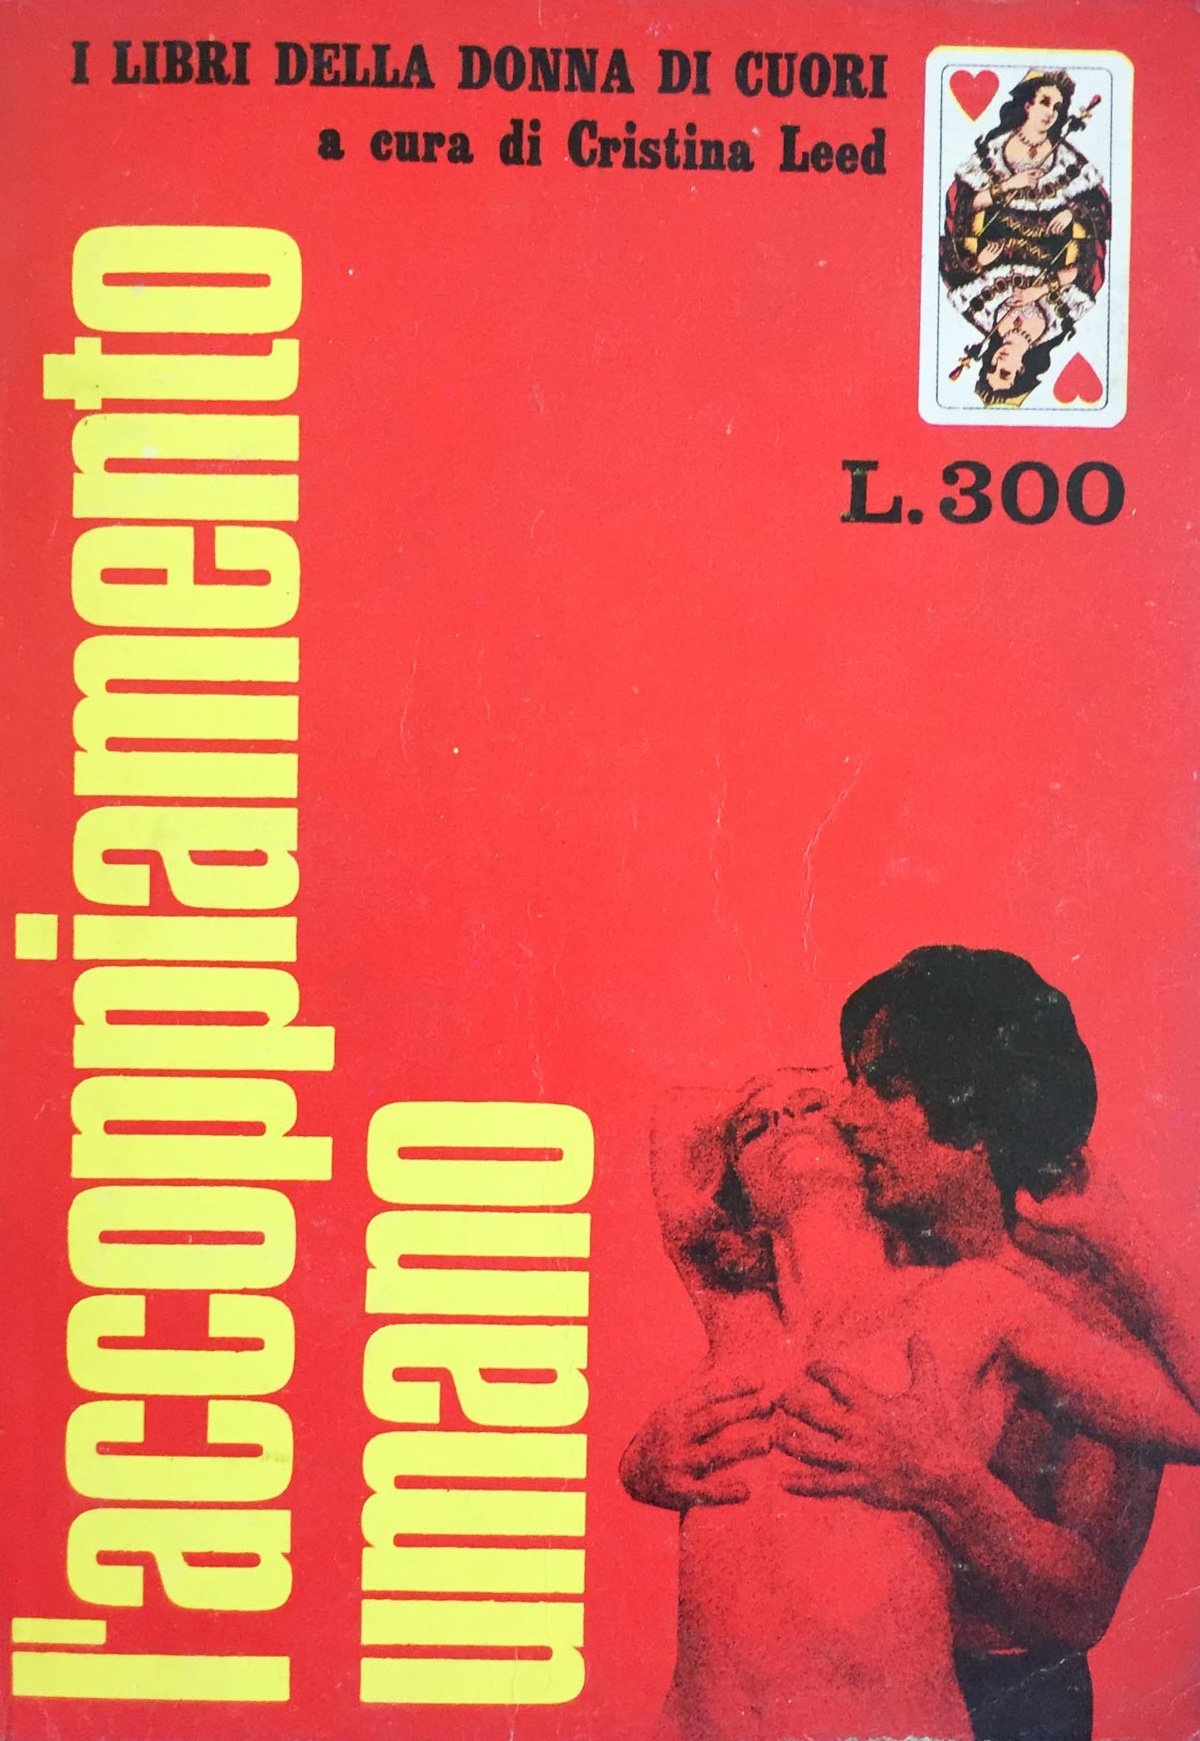 I LIBRI DELLA DONNA DI CUORI
a cura di Cristina Leed
L.300
l'accoppiamento
umano